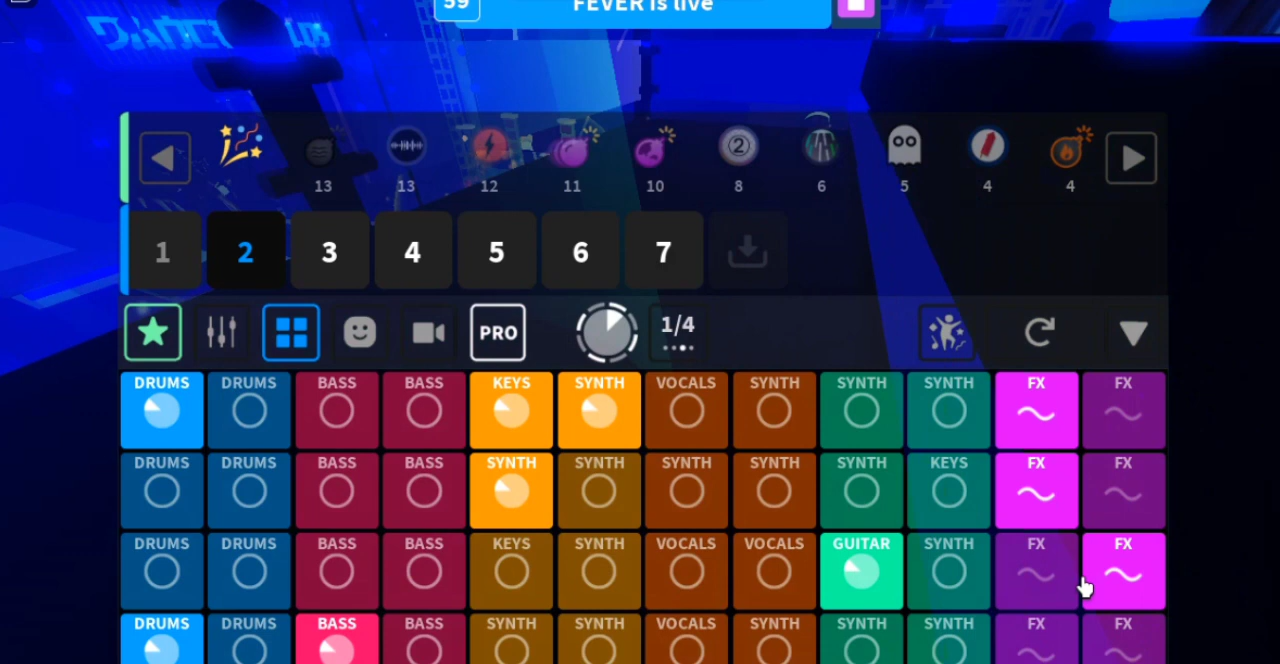 59 FEVER is live
13 13 12 11 10 8 6 5 4 4
2
1 2 3 4 5 6 7
PRO 1/4
DRUMS DRUMS BASS BASS KEYS SYNTH VOCALS SYNTH SYNTH SYNTH FX FX
DRUMS DRUMS BASS BASS SYNTH SYNTH SYNTH SYNTH SYNTH KEYS FX FX
DRUMS DRUMS BASS BASS KEYS SYNTH VOCALS VOCALS GUITAR SYNTH FX FX
DRUMS DRUMS BASS BASS SYNTH SYNTH VOCALS SYNTH SYNTH SYNTH FX FX